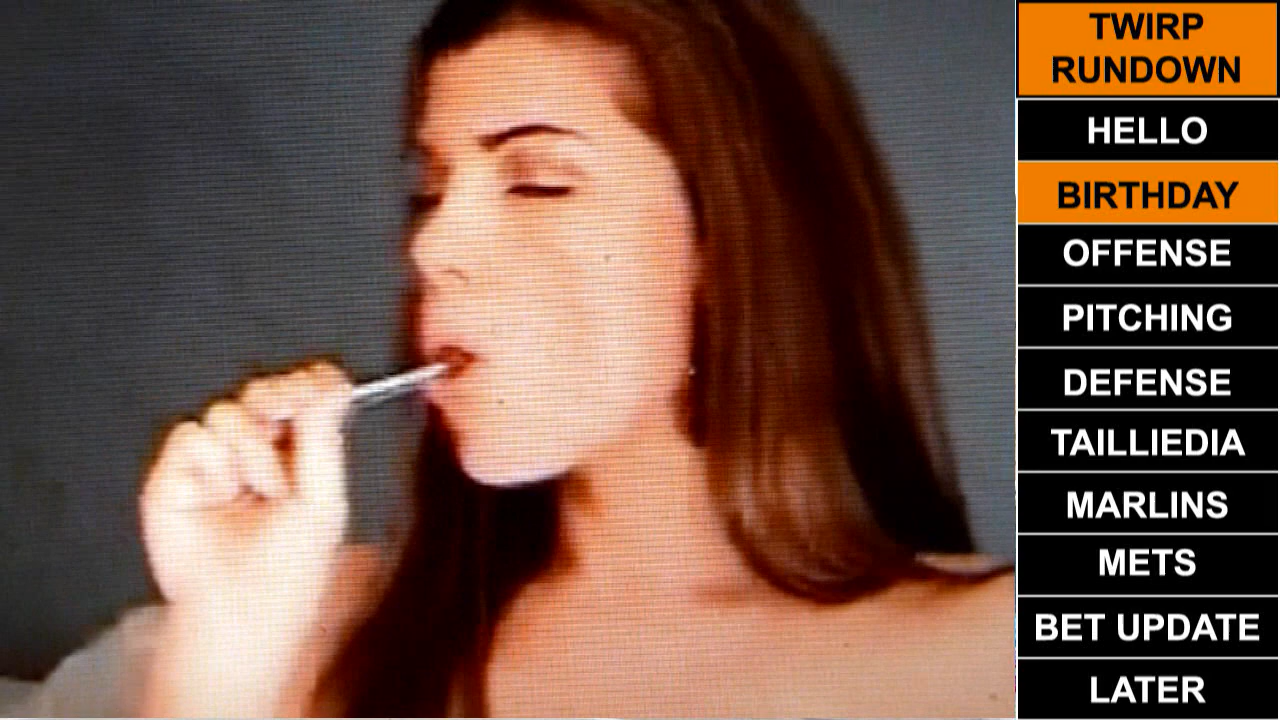 TWIRP
RUNDOWN
HELLO
BIRTHDAY
OFFENSE
PITCHING
DEFENSE
TAILLIEDIA
MARLINS
METS
BET UPDATE
LATER